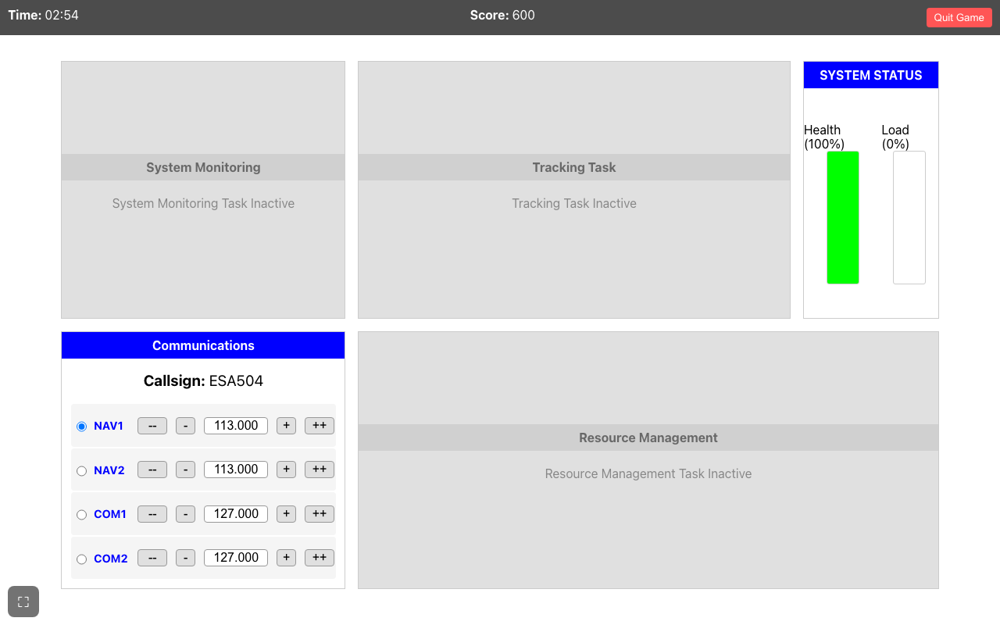 Time: 02:54
Score: 600
Quit Game
System Monitoring
System Monitoring Task Inactive
Tracking Task
Tracking Task Inactive
SYSTEM STATUS
Health
(100%)
Load
(0%)
Communications
Callsign: ESA504
NAV1 -- - 113.000 + ++
NAV2 -- - 113.000 + ++
COM1 -- - 127.000 + ++
COM2 -- - 127.000 + ++
Resource Management
Resource Management Task Inactive